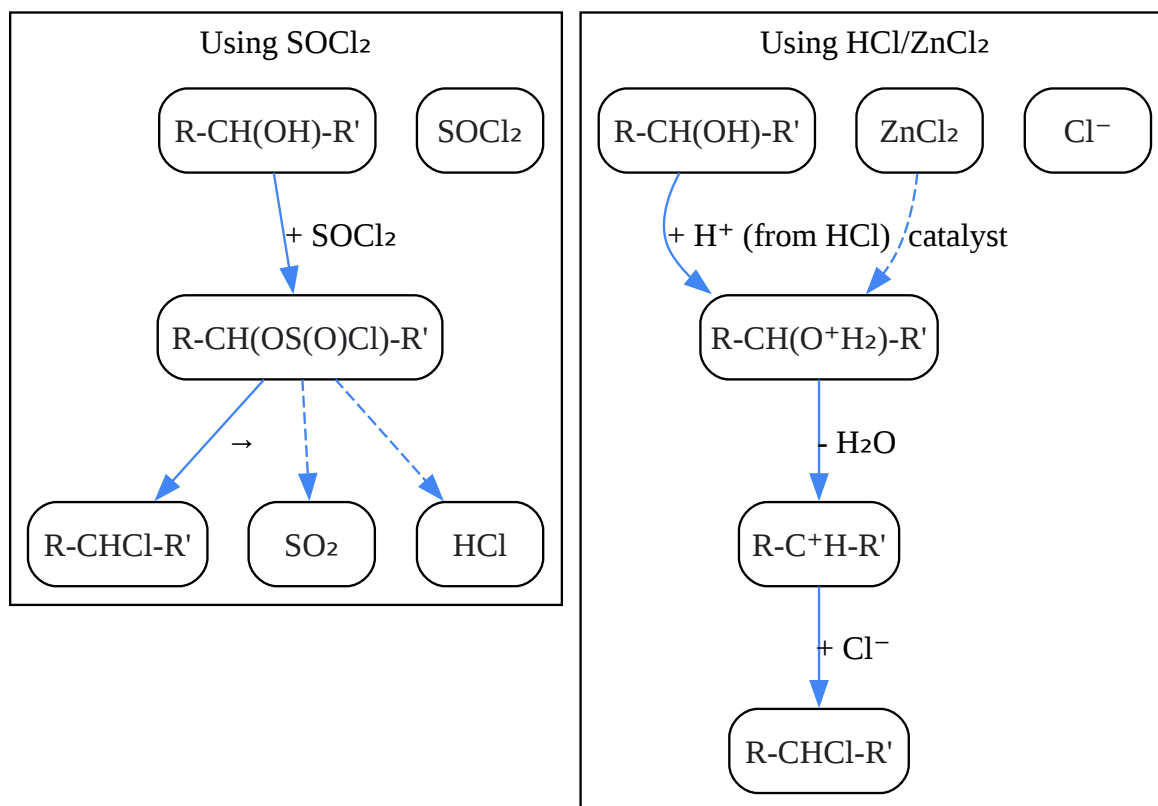 Using SOCl₂
R-CH(OH)-R'
SOCl₂
+ SOCl₂
R-CH(OS(O)Cl)-R'
→
R-CHCl-R'
SO₂
HCl
Using HCl/ZnCl₂
R-CH(OH)-R'
ZnCl₂
Cl⁻
+ H⁺ (from HCl)
catalyst
R-CH(O⁺H₂)-R'
- H₂O
R-C⁺H-R'
+ Cl⁻
R-CHCl-R'